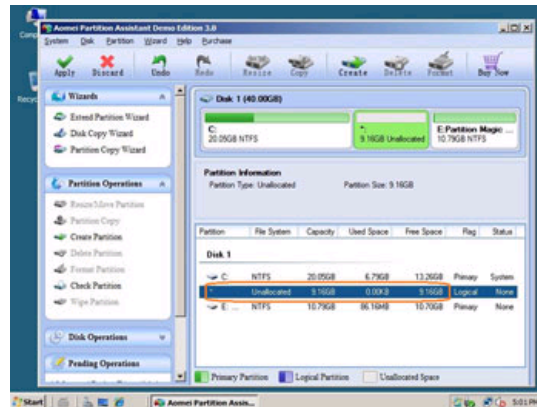 Comp
Recyc
Aomei Partition Assistant Demo Edition 3.0
System Disk Partition Wizard Help Purchase
Apply Discard Undo Redo Resize Copy Create Delete Format Buy Now
Wizards
Extend Partition Wizard
Disk Copy Wizard
Partition Copy Wizard
Partition Operations
Resize/Move Partition
Partition Copy
Create Partition
Delete Partition
Format Partition
Check Partition
Wipe Partition
Disk Operations
Pending Operations
Disk 1 (40.00GB)
C:
20.05GB NTFS
*:
9.16GB Unallocated
E:Partition Magic ...
10.79GB NTFS
Partition Information
Partition Type: Unallocated Partition Size: 9.16GB
Partition File System Capacity Used Space Free Space Flag Status
Disk 1
C: NTFS 20.05GB 6.79GB 13.26GB Primary System
* Unallocated 9.16GB 0.00KB 9.16GB Logical None
E: ... NTFS 10.79GB 86.16MB 10.70GB Primary None
Primary Partition Logical Partition Unallocated Space
Start Aomei Partition Assis... 5:01 PM